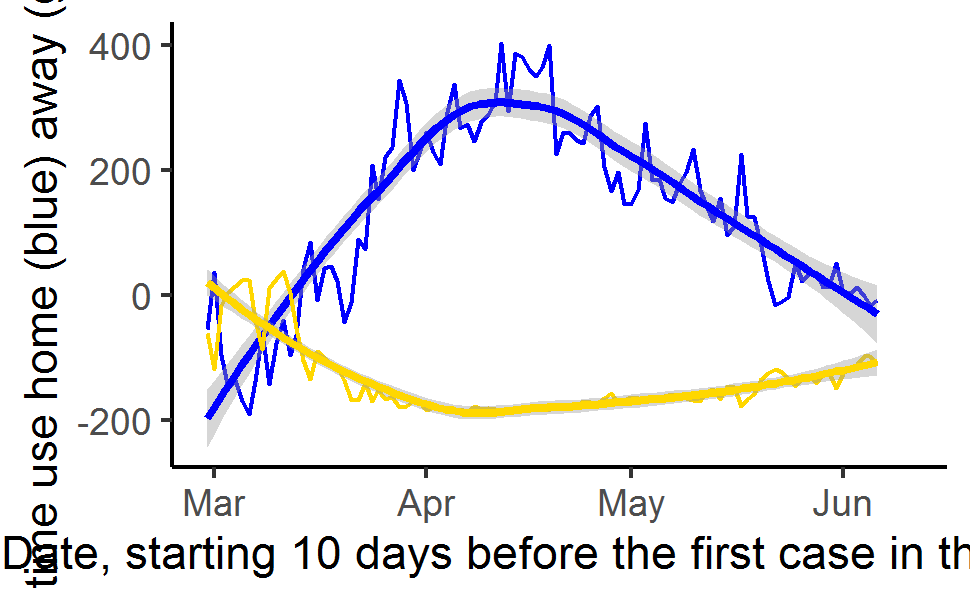 time use home (blue) away (
400
200
0
-200
Mar Apr May Jun
Date, starting 10 days before the first case in th